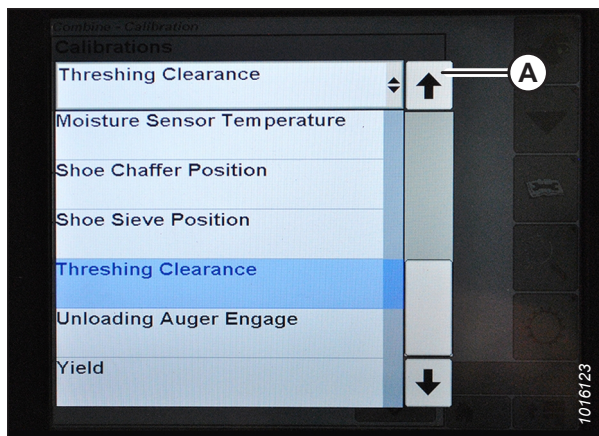 Combine - Calibration
Calibrations
Threshing Clearance
A
Moisture Sensor Temperature
Shoe Chaffer Position
Shoe Sieve Position
Threshing Clearance
Unloading Auger Engage
Yield
1016123